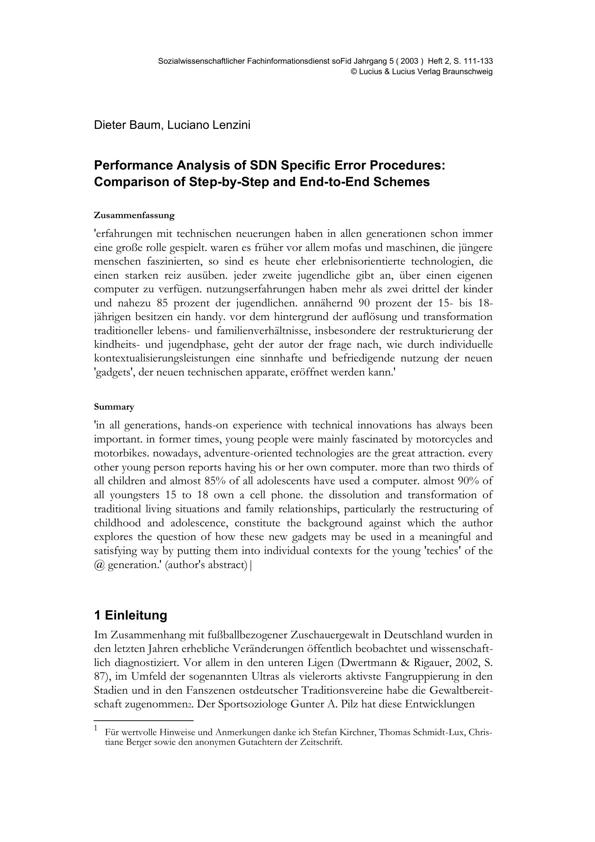 Sozialwissenschaftlicher Fachinformationsdienst soFid Jahrgang 5 ( 2003 ) Heft 2, S. 111-133
© Lucius & Lucius Verlag Braunschweig
Dieter Baum, Luciano Lenzini
Performance Analysis of SDN Specific Error Procedures:
Comparison of Step-by-Step and End-to-End Schemes
Zusammenfassung
'erfahrungen mit technischen neuerungen haben in allen generationen schon immer
eine große rolle gespielt. waren es früher vor allem mofas und maschinen, die jüngere
menschen faszinierten, so sind es heute eher erlebnisorientierte technologien, die
einen starken reiz ausüben. jeder zweite jugendliche gibt an, über einen eigenen
computer zu verfügen. nutzungserfahrungen haben mehr als zwei drittel der kinder
und nahezu 85 prozent der jugendlichen. annähernd 90 prozent der 15- bis 18-
jährigen besitzen ein handy. vor dem hintergrund der auflösung und transformation
traditioneller lebens- und familienverhältnisse, insbesondere der restrukturierung der
kindheits- und jugendphase, geht der autor der frage nach, wie durch individuelle
kontextualisierungsleistungen eine sinnhafte und befriedigende nutzung der neuen
'gadgets', der neuen technischen apparate, eröffnet werden kann.'
Summary
'in all generations, hands-on experience with technical innovations has always been
important. in former times, young people were mainly fascinated by motorcycles and
motorbikes. nowadays, adventure-oriented technologies are the great attraction. every
other young person reports having his or her own computer. more than two thirds of
all children and almost 85% of all adolescents have used a computer. almost 90% of
all youngsters 15 to 18 own a cell phone. the dissolution and transformation of
traditional living situations and family relationships, particularly the restructuring of
childhood and adolescence, constitute the background against which the author
explores the question of how these new gadgets may be used in a meaningful and
satisfying way by putting them into individual contexts for the young 'techies' of the
@ generation.' (author's abstract)|
1 Einleitung
Im Zusammenhang mit fußballbezogener Zuschauergewalt in Deutschland wurden in
den letzten Jahren erhebliche Veränderungen öffentlich beobachtet und wissenschaft-
lich diagnostiziert. Vor allem in den unteren Ligen (Dwertmann & Rigauer, 2002, S.
87), im Umfeld der sogenannten Ultras als vielerorts aktivste Fangruppierung in den
Stadien und in den Fanszenen ostdeutscher Traditionsvereine habe die Gewaltbereit-
schaft zugenommen2. Der Sportsoziologe Gunter A. Pilz hat diese Entwicklungen
1 Für wertvolle Hinweise und Anmerkungen danke ich Stefan Kirchner, Thomas Schmidt-Lux, Chris-
tiane Berger sowie den anonymen Gutachtern der Zeitschrift.